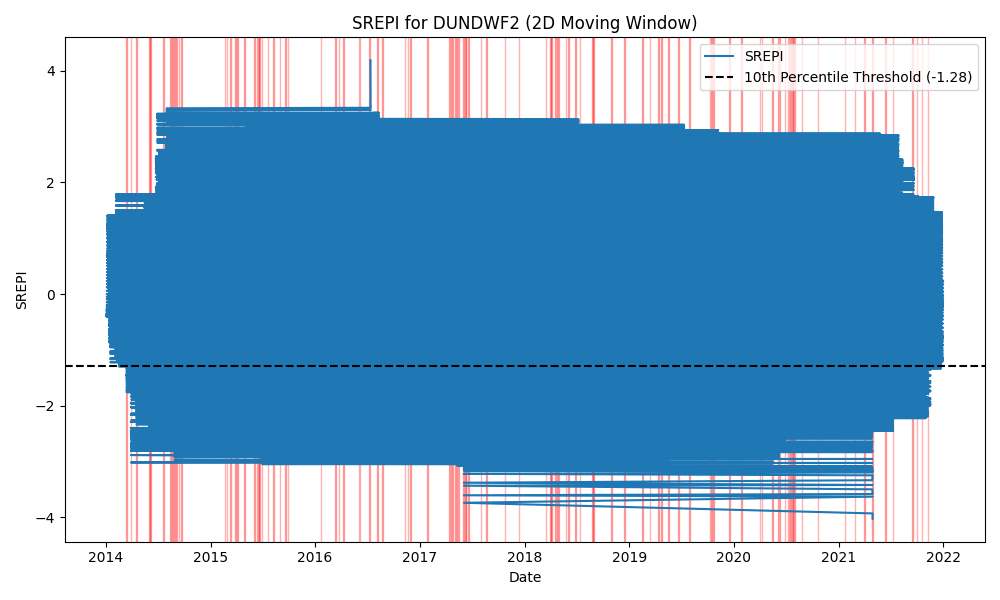 SREPI for DUNDWF2 (2D Moving Window)
SREPI
10th Percentile Threshold (-1.28)
4
2
0
−2
−4
SREPI
2014 2015 2016 2017 2018 2019 2020 2021 2022
Date